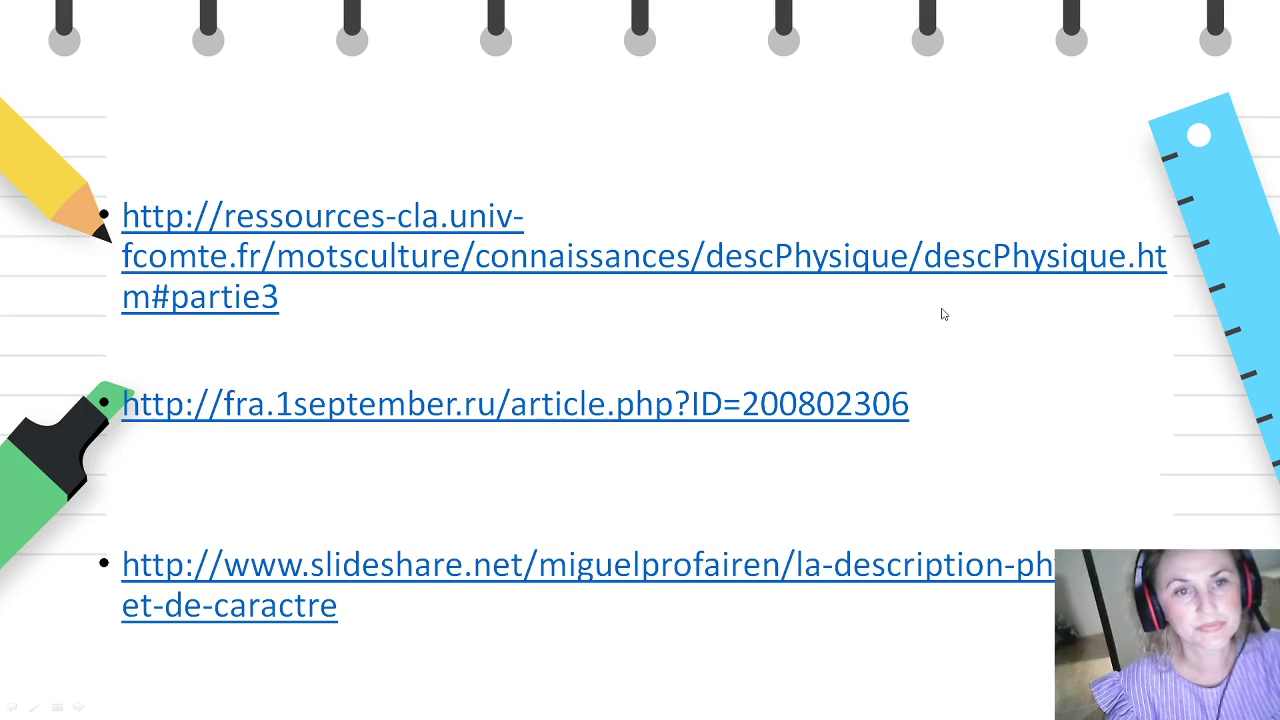 http://ressources-cla.univ-
fcomte.fr/motsculture/connaissances/descPhysique/descPhysique.ht
m#partie3
http://fra.1september.ru/article.php?ID=200802306
http://www.slideshare.net/miguelprofairen/la-description-ph
et-de-caractre